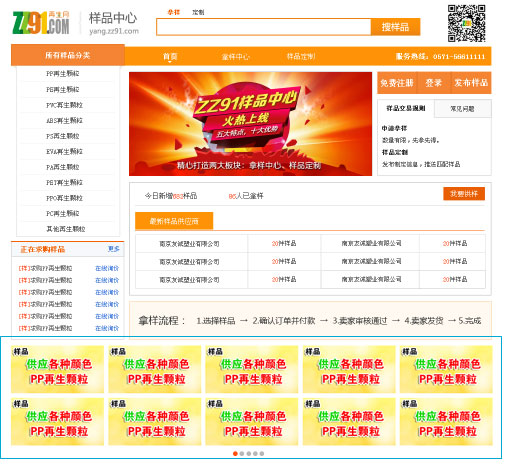 ZZ91.COM 再生网
样品中心
yang.zz91.com
拿样 定制
搜样品
所有样品分类
首页 拿样中心 样品定制 服务热线：0571-56611111
PP再生颗粒
PE再生颗粒
PVC再生颗粒
ABS再生颗粒
PS再生颗粒
EVA再生颗粒
PA再生颗粒
PET再生颗粒
PPO再生颗粒
PC再生颗粒
其他再生颗粒
ZZ91样品中心
火热上线
五大特点，十大优势
精心打造两大板块：拿样中心、样品定制
免费注册 登录 发布样品
样品交易规则 常见问题
申请拿样
数量有限，先拿先得。
样品定制
发布制定信息，推送匹配样品
今日新增 样品 人已拿样
我要供样
最新样品供应商
南京友诚塑业有限公司 20种样品 南京友诚塑业有限公司 20种样品
南京友诚塑业有限公司 20种样品 南京友诚塑业有限公司 20种样品
南京友诚塑业有限公司 20种样品 南京友诚塑业有限公司 20种样品
正在求购样品 更多
[样]求购PP再生颗粒 在线询价
[样]求购PP再生颗粒 在线询价
[样]求购PP再生颗粒 在线询价
[样]求购PP再生颗粒 在线询价
[样]求购PP再生颗粒 在线询价
[样]求购PP再生颗粒 在线询价
拿样流程： 1.选择样品 → 2.确认订单并付款 → 3.卖家审核通过 → 4.卖家发货 → 5.完成
样品 样品 样品 样品 样品
供应各种颜色 供应各种颜色 供应各种颜色 供应各种颜色 供应各种颜色
PP再生颗粒 PP再生颗粒 PP再生颗粒 PP再生颗粒 PP再生颗粒
样品 样品 样品 样品 样品
供应各种颜色 供应各种颜色 供应各种颜色 供应各种颜色 供应各种颜色
PP再生颗粒 PP再生颗粒 PP再生颗粒 PP再生颗粒 PP再生颗粒